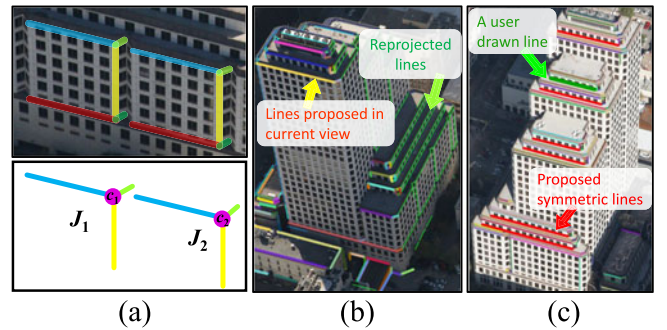 J1
c1
J2
c2
Reprojected
lines
Lines proposed in
current view
A user
drawn line
Proposed
symmetric lines
(a)
(b)
(c)